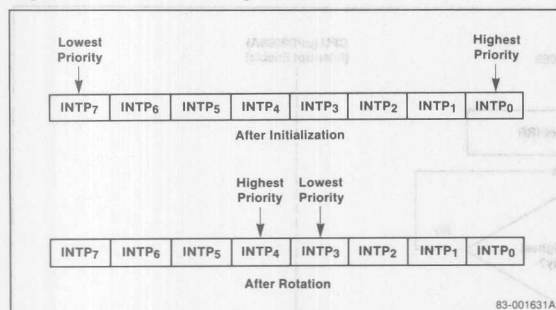 Lowest Priority
Highest Priority
INTP7 INTP6 INTP5 INTP4 INTP3 INTP2 INTP1 INTP0
After Initialization
Highest Priority
Lowest Priority
INTP7 INTP6 INTP5 INTP4 INTP3 INTP2 INTP1 INTP0
After Rotation
83-001631A